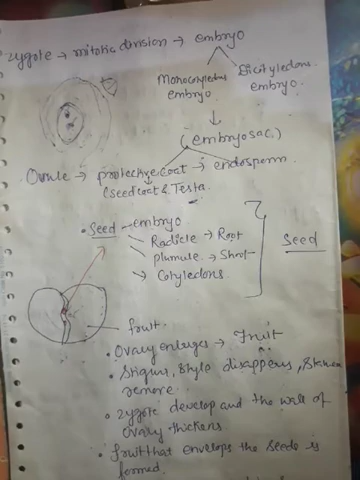 Zygote → mitotic division → embryo
Monocotyledons Dicotyledons
embryo embryo.
(embryosac,)
Ovule → protective coat → endosperm
(Seed coat & Testa.
• Seed - embryo
Radicle → Root
Plumule → Shoot
→ Cotyledons
Seed
fruit.
• Ovary enlarges → Fruit
• Stigma, style disappears, Stamen
remove.
• zygote develop and the wall of
ovary thickens
• fruit that envelops the seeds is
formed.